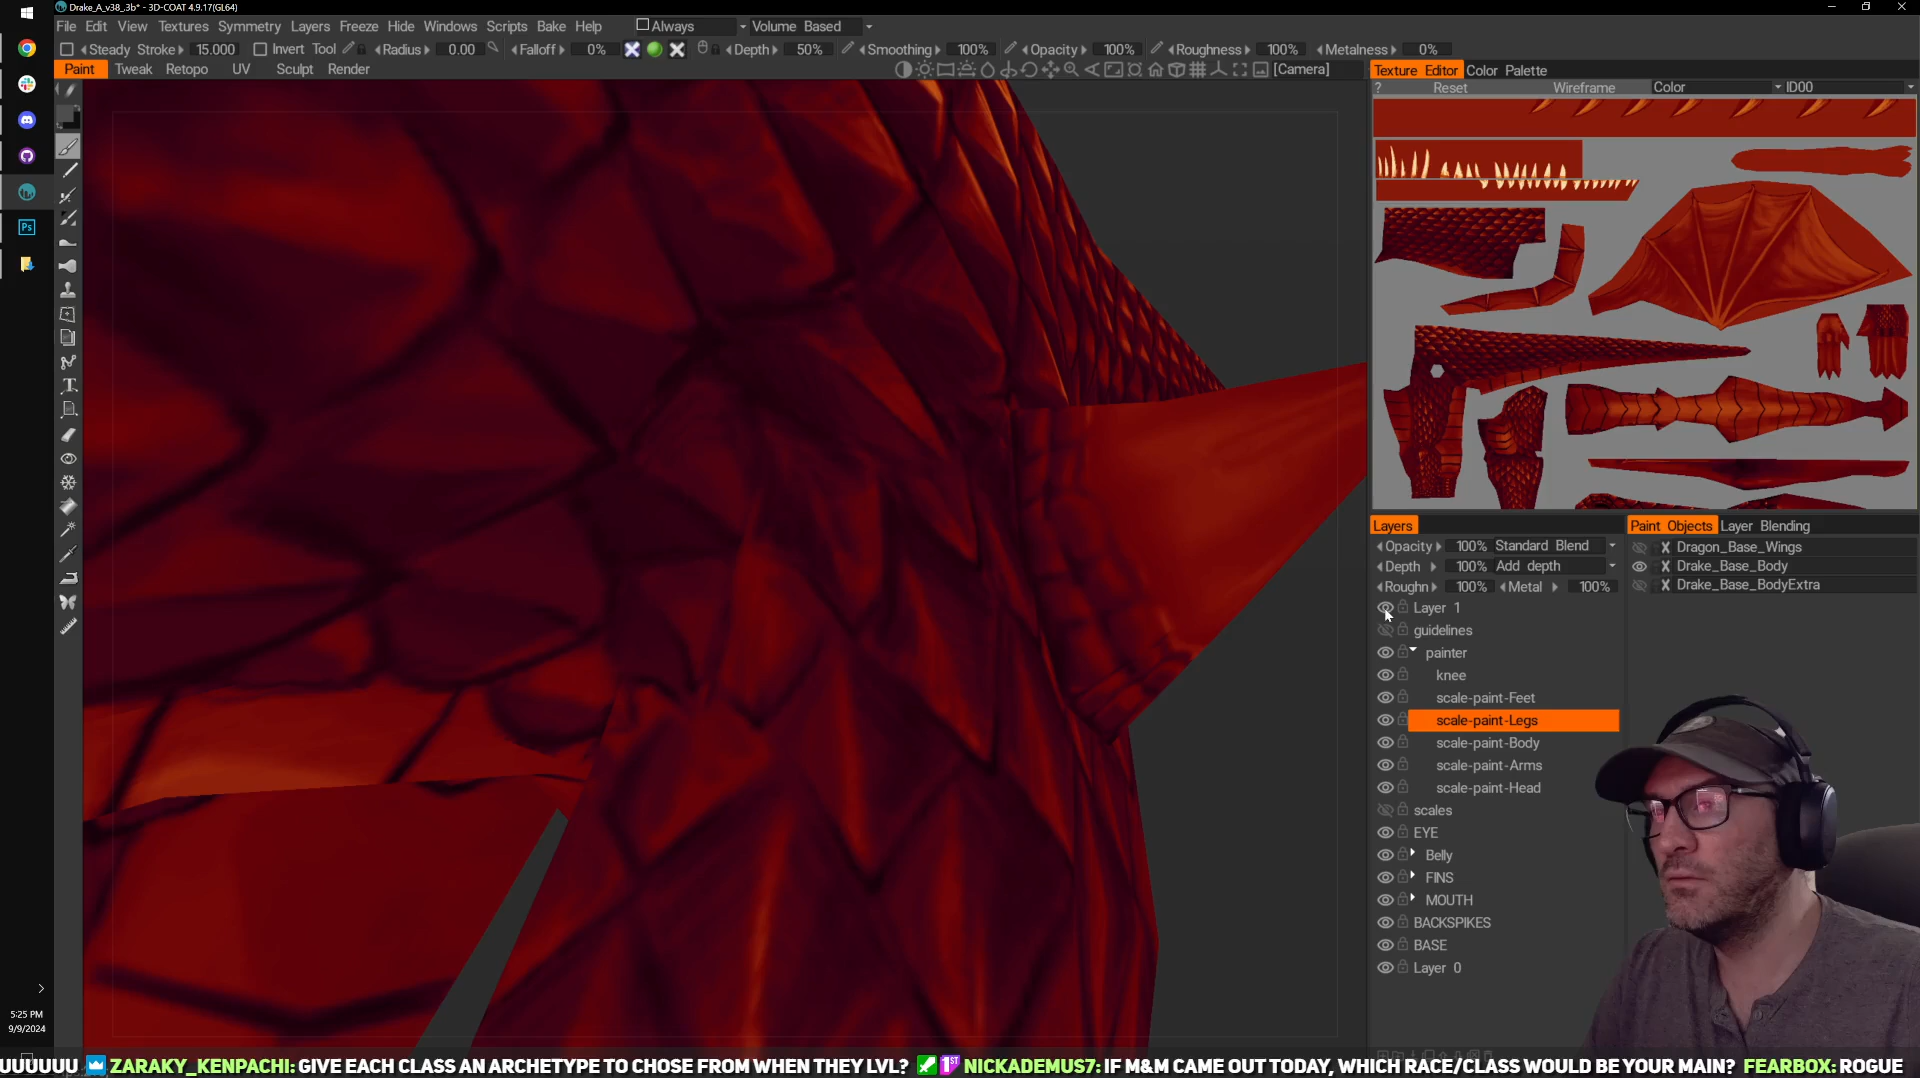 Drake_A_v38_.3b* - 3D-COAT 4.9.17(GL64)
File Edit View Textures Symmetry Layers Freeze Hide Windows Scripts Bake Help Always Volume Based
Steady Stroke 15.000 Invert Tool Radius 0.00 Falloff 0% Depth 50% Smoothing 100% Opacity 100% Roughness 100% Metalness 0%
Paint Tweak Retopo UV Sculpt Render [Camera] Texture Editor Color Palette
? Reset Wireframe Color ID00
Layers Paint Objects Layer Blending
Opacity 100% Standard Blend Dragon_Base_Wings
Depth 100% Add depth Drake_Base_Body
Roughn 100% Metal 100% Drake_Base_BodyExtra
Layer 1
guidelines
painter
knee
scale-paint-Feet
scale-paint-Legs
scale-paint-Body
scale-paint-Arms
scale-paint-Head
scales
EYE
Belly
FINS
MOUTH
BACKSPIKES
BASE
Layer 0
Ps
5:25 PM
9/9/2024
UUUUUU ZARAKY_KENPACHI: GIVE EACH CLASS AN ARCHETYPE TO CHOSE FROM WHEN THEY LVL? 1ST NICKADEMUS7: IF M&M CAME OUT TODAY, WHICH RACE/CLASS WOULD BE YOUR MAIN? FEARBOX: ROGUE